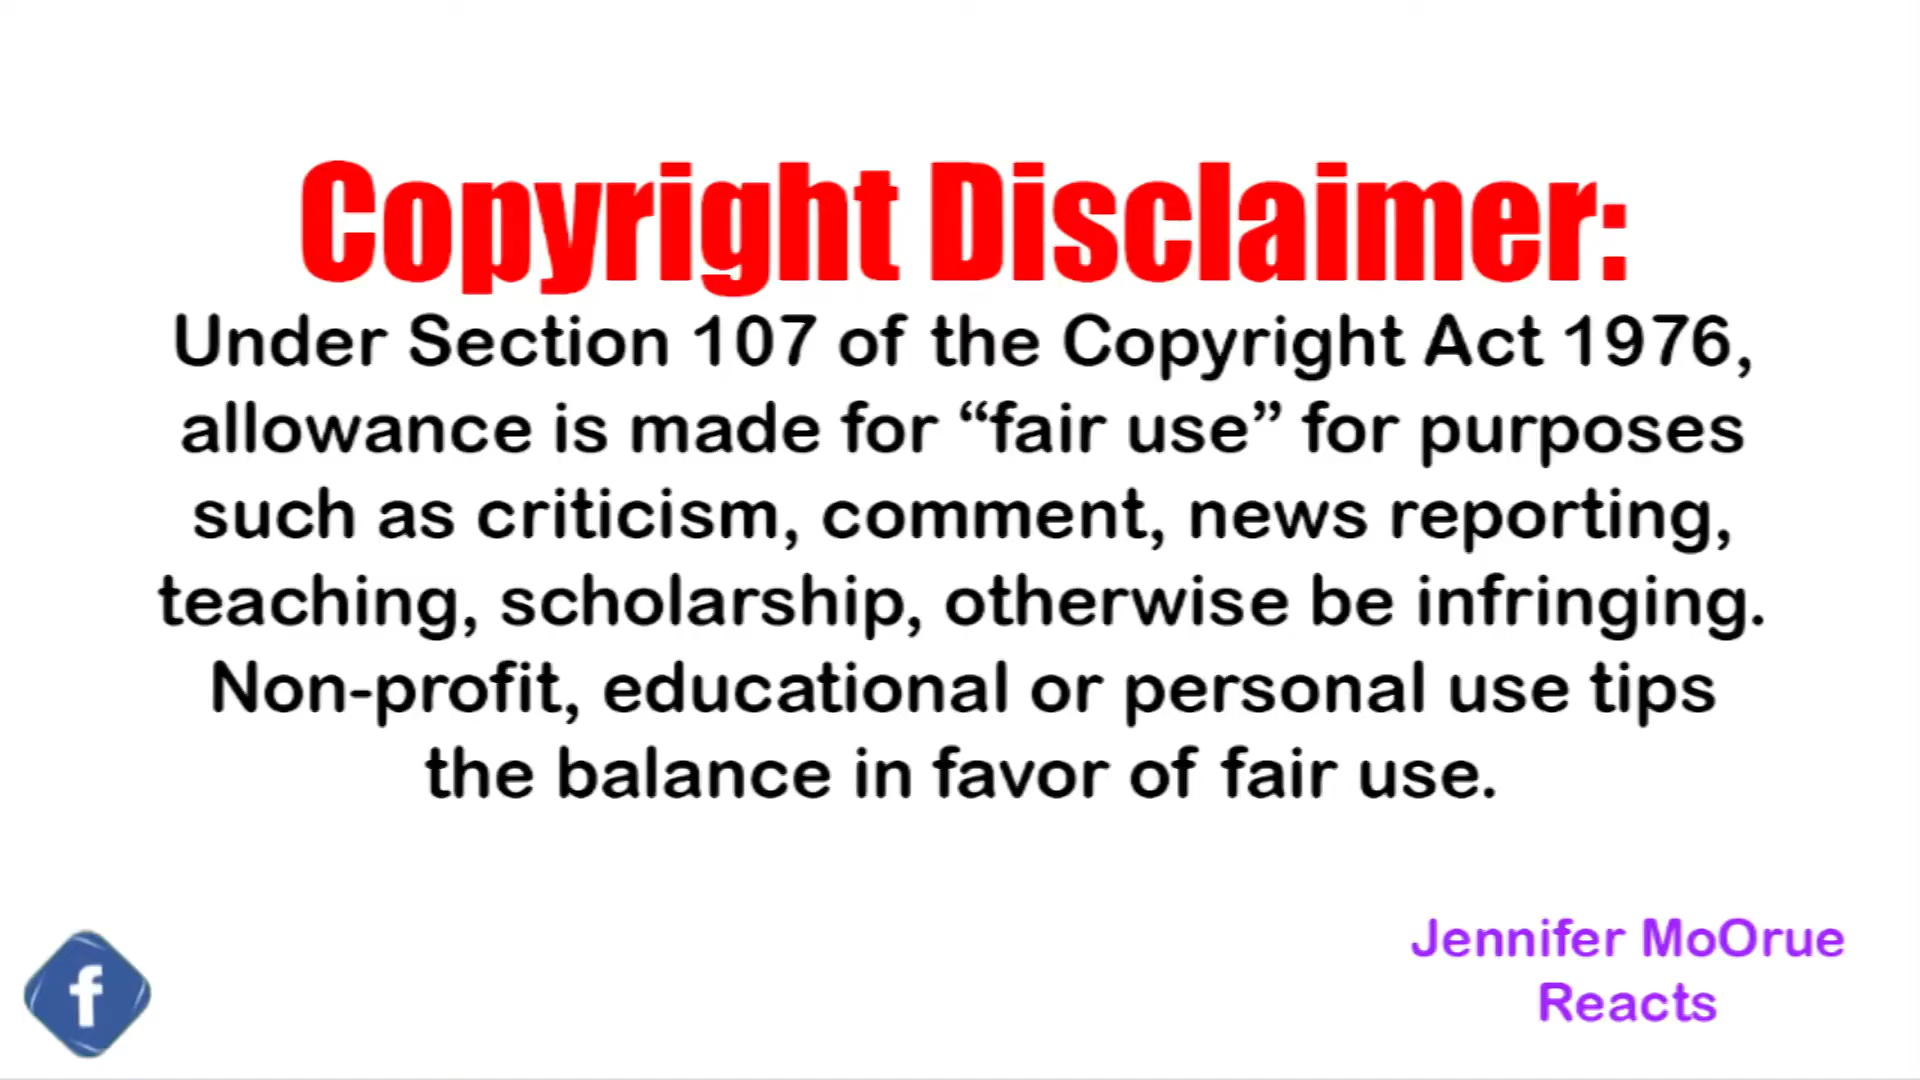 Copyright Disclaimer:
Under Section 107 of the Copyright Act 1976,
allowance is made for “fair use” for purposes
such as criticism, comment, news reporting,
teaching, scholarship, otherwise be infringing.
Non-profit, educational or personal use tips
the balance in favor of fair use.
f
Jennifer MoOrue
Reacts